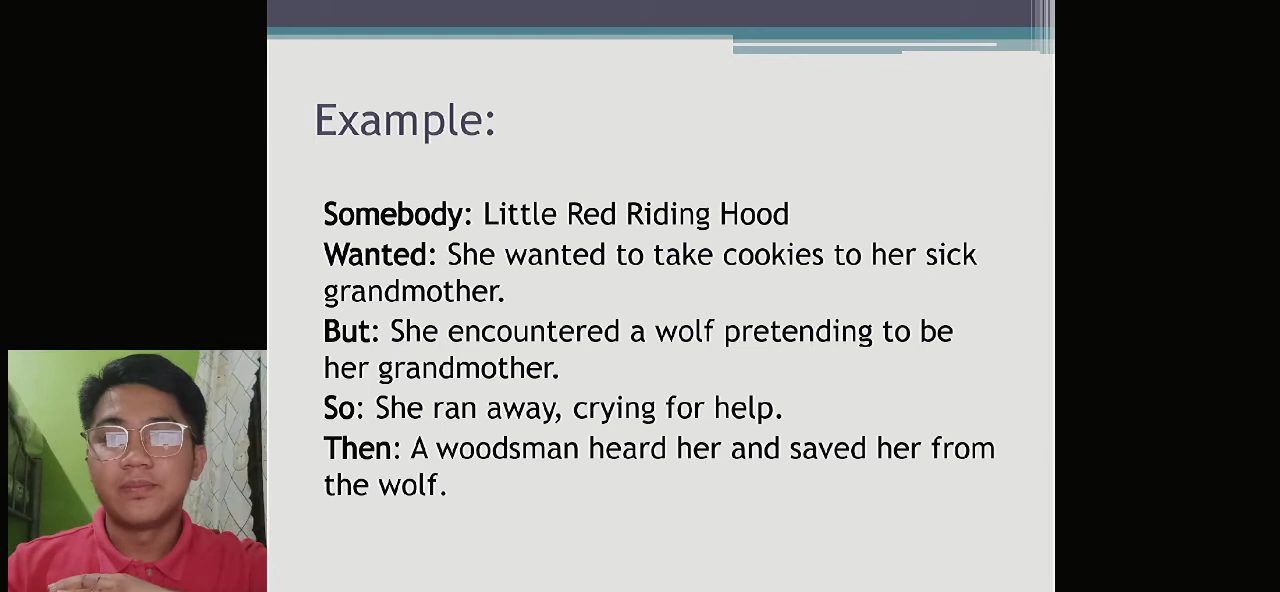 Example:
Somebody: Little Red Riding Hood
Wanted: She wanted to take cookies to her sick
grandmother.
But: She encountered a wolf pretending to be
her grandmother.
So: She ran away, crying for help.
Then: A woodsman heard her and saved her from
the wolf.